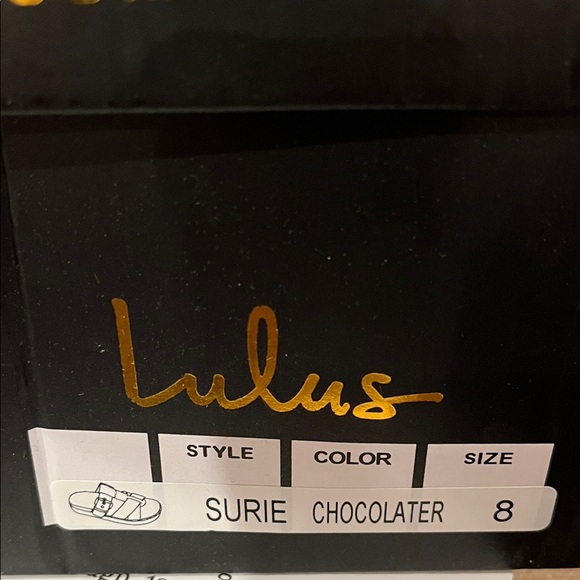 Lulus
STYLE COLOR SIZE
SURIE CHOCOLATER 8